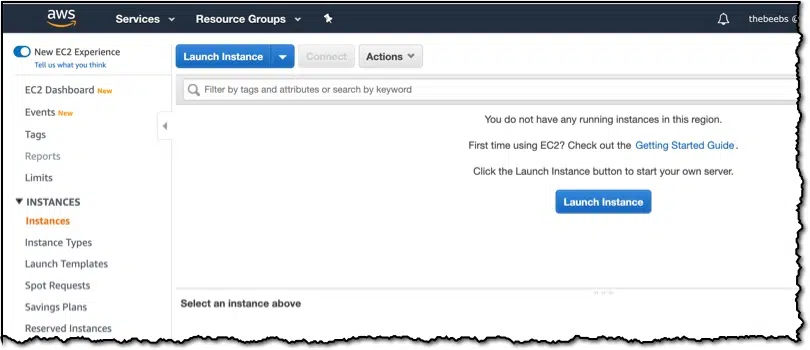 aws
Services
Resource Groups
thebeebs @
New EC2 Experience
Tell us what you think
EC2 Dashboard New
Events New
Tags
Reports
Limits
INSTANCES
Instances
Instance Types
Launch Templates
Spot Requests
Savings Plans
Reserved Instances
Launch Instance
Connect
Actions
Filter by tags and attributes or search by keyword
You do not have any running instances in this region.
First time using EC2? Check out the Getting Started Guide.
Click the Launch Instance button to start your own server.
Launch Instance
Select an instance above